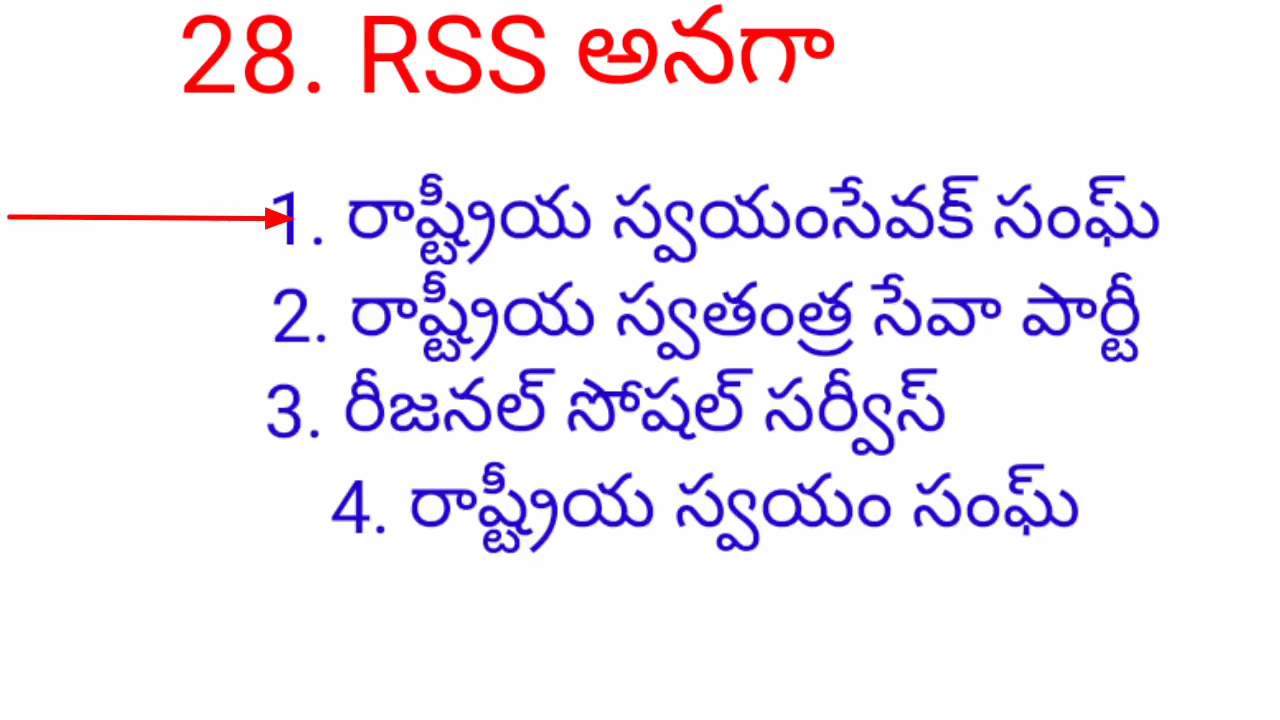 28. RSS అనగా
1. రాష్ట్రీయ స్వయంసేవక్ సంఘ్
2. రాష్ట్రీయ స్వతంత్ర సేవా పార్టీ
3. రీజనల్ సోషల్ సర్వీస్
4. రాష్ట్రీయ స్వయం సంఘ్